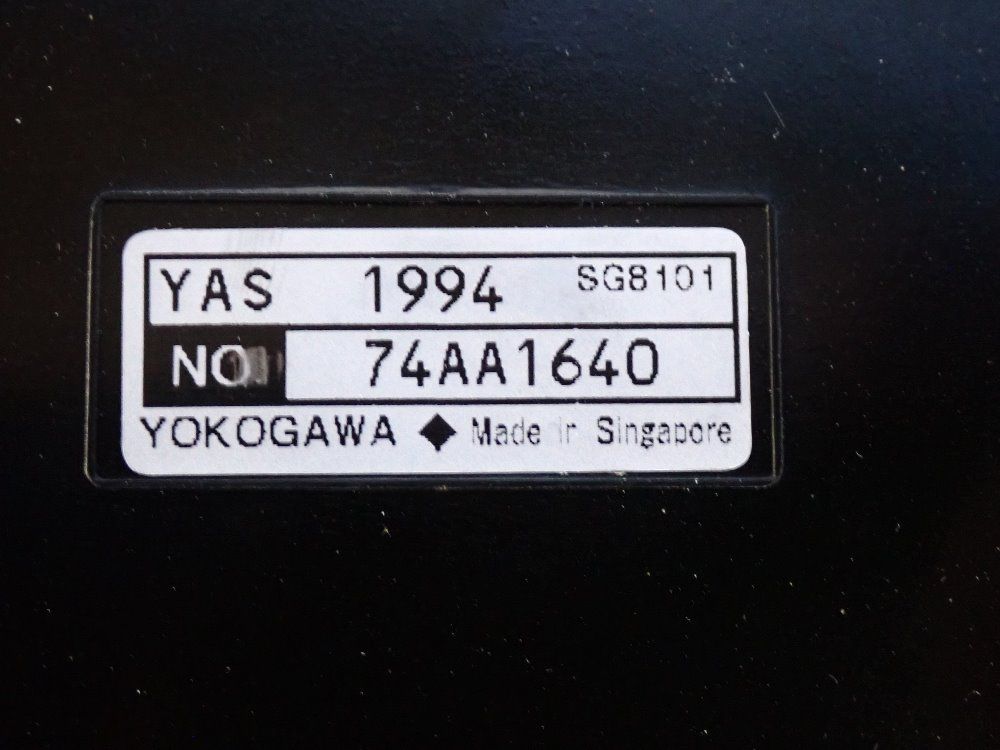 YAS 1994 SG8101
NO 74AA1640
YOKOGAWA ◆ Made in Singapore